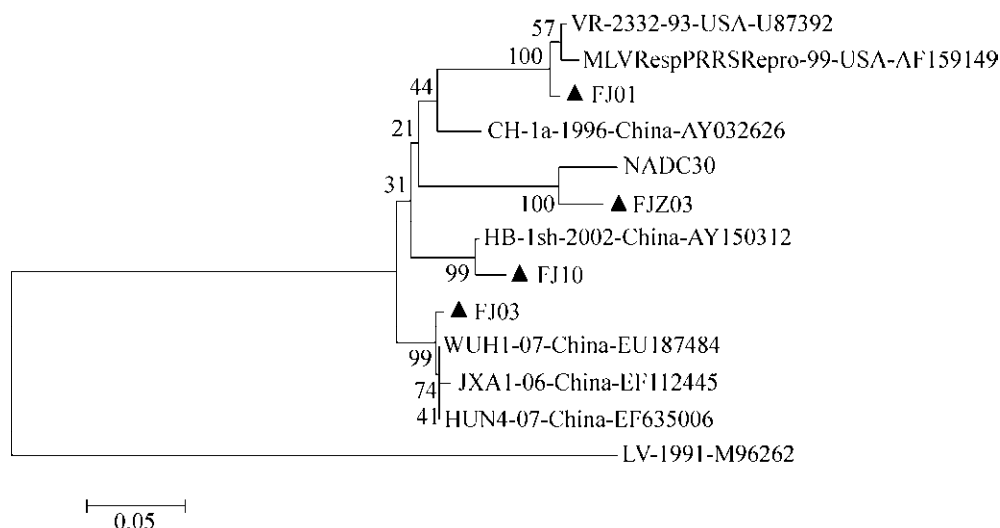 57
VR-2332-93-USA-U87392
MLVRespPRRSRepro-99-USA-AF159149
100
▲ FJ01
44
CH-1a-1996-China-AY032626
21
NADC30
31
100
▲ FJZ03
HB-1sh-2002-China-AY150312
99
▲ FJ10
▲ FJ03
WUH1-07-China-EU187484
99
JXA1-06-China-EF112445
74
41
HUN4-07-China-EF635006
LV-1991-M96262
0.05